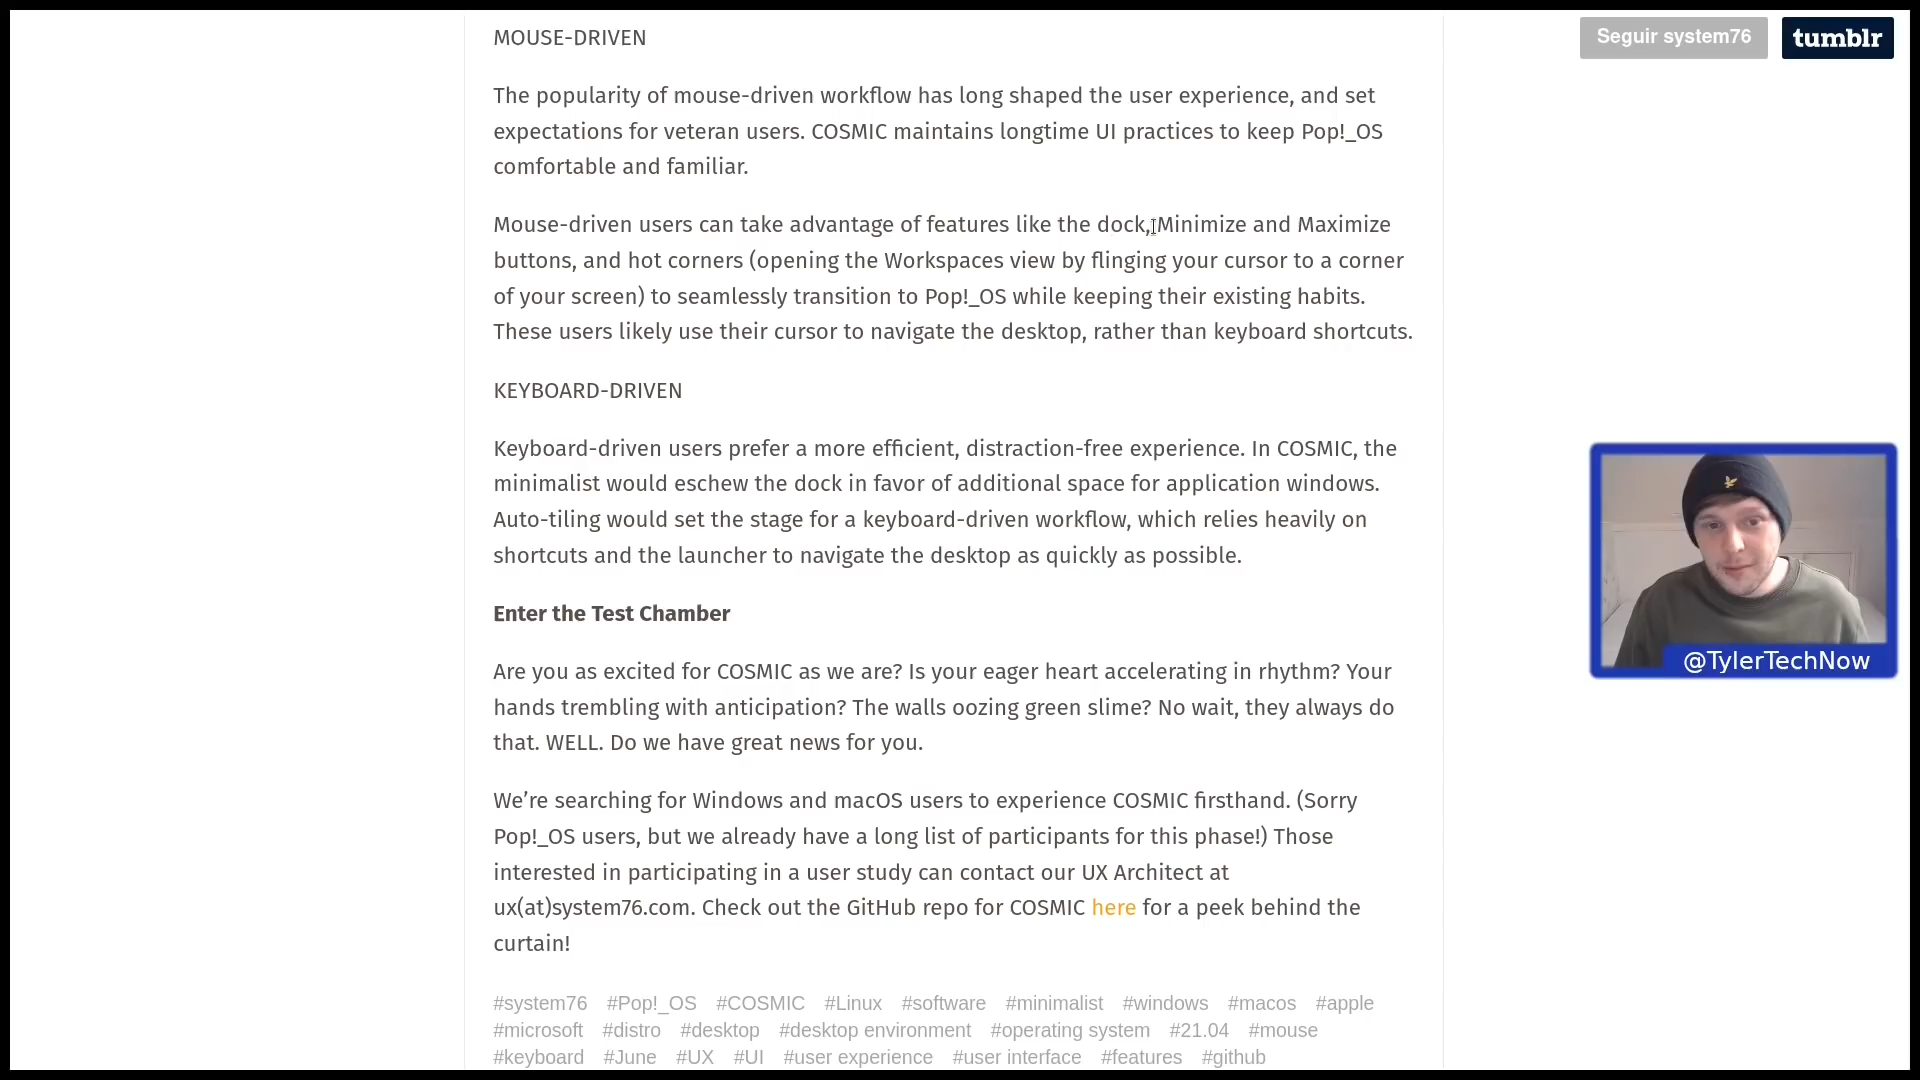 MOUSE-DRIVEN
Seguir system76
tumblr
The popularity of mouse-driven workflow has long shaped the user experience, and set
expectations for veteran users. COSMIC maintains longtime UI practices to keep Pop!_OS
comfortable and familiar.
Mouse-driven users can take advantage of features like the dock, Minimize and Maximize
buttons, and hot corners (opening the Workspaces view by flinging your cursor to a corner
of your screen) to seamlessly transition to Pop!_OS while keeping their existing habits.
These users likely use their cursor to navigate the desktop, rather than keyboard shortcuts.
KEYBOARD-DRIVEN
Keyboard-driven users prefer a more efficient, distraction-free experience. In COSMIC, the
minimalist would eschew the dock in favor of additional space for application windows.
Auto-tiling would set the stage for a keyboard-driven workflow, which relies heavily on
shortcuts and the launcher to navigate the desktop as quickly as possible.
Enter the Test Chamber
Are you as excited for COSMIC as we are? Is your eager heart accelerating in rhythm? Your
hands trembling with anticipation? The walls oozing green slime? No wait, they always do
that. WELL. Do we have great news for you.
We’re searching for Windows and macOS users to experience COSMIC firsthand. (Sorry
Pop!_OS users, but we already have a long list of participants for this phase!) Those
interested in participating in a user study can contact our UX Architect at
ux(at)system76.com. Check out the GitHub repo for COSMIC here for a peek behind the
curtain!
#system76 #Pop!_OS #COSMIC #Linux #software #minimalist #windows #macos #apple
#microsoft #distro #desktop #desktop environment #operating system #21.04 #mouse
#keyboard #June #UX #UI #user experience #user interface #features #github
@TylerTechNow